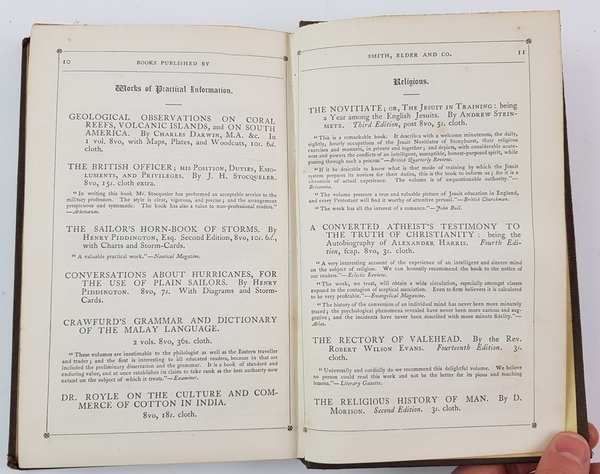 10 BOOKS PUBLISHED BY
Works of Practical Information.
GEOLOGICAL OBSERVATIONS ON CORAL
REEFS, VOLCANIC ISLANDS, and ON SOUTH
AMERICA. By CHARLES DARWIN, M.A. &c. In
1 vol. 8vo, with Maps, Plates, and Woodcuts, 10s. 6d.
cloth.
THE BRITISH OFFICER; HIS POSITION, DUTIES, EMO-
LUMENTS, AND PRIVILEGES. By J. H. STOCQUELER.
8vo, 15s. cloth extra.
"In writing this book Mr. Stocqueler has performed an acceptable service to the
military profession. The style is clear, vigorous, and precise; and the arrangement
perspicuous and systematic. The book has also a value to non-professional readers."
—Athenæum.
THE SAILOR'S HORN-BOOK OF STORMS. By
HENRY PIDDINGTON, Esq. Second Edition, 8vo, 10s. 6d.,
with Charts and Storm-Cards.
"A valuable practical work."—Nautical Magazine.
CONVERSATIONS ABOUT HURRICANES, FOR
THE USE OF PLAIN SAILORS. By HENRY
PIDDINGTON. 8vo, 7s. With Diagrams and Storm-
Cards.
CRAWFURD'S GRAMMAR AND DICTIONARY
OF THE MALAY LANGUAGE.
2 vols. 8vo, 36s. cloth.
"These volumes are inestimable to the philologist as well as the Eastern traveller
and trader; and the first is interesting to all educated readers, because in that are
included the preliminary dissertation and the grammar. It is a book of standard and
enduring value, and at once establishes its claim to take rank as the best authority now
extant on the subject of which it treats."—Examiner.
DR. ROYLE ON THE CULTURE AND COM-
MERCE OF COTTON IN INDIA.
8vo, 18s. cloth.
SMITH, ELDER AND CO. 11
Religious.
THE NOVITIATE; OR, THE JESUIT IN TRAINING: being
a Year among the English Jesuits. By ANDREW STEIN-
METZ. Third Edition, post 8vo, 5s. cloth.
"This is a remarkable book. It describes with a welcome minuteness, the daily,
nightly, hourly occupations of the Jesuit Novitiates of Stonyhurst, their religious
exercises and manners, in private and together; and depicts, with considerable acute-
ness and power, the conflicts of an intelligent, susceptible, honest-purposed spirit, while
passing through such a process."—British Quarterly Review.
"If it be desirable to know what is that mode of training by which the Jesuit
system prepares its novices for their duties, this is the book to inform us; for it is a
chronicle of actual experience. The volume is of unquestionable authority."—
Britannia.
"The volume presents a true and valuable picture of Jesuit education in England,
and every Protestant will find it worthy of attentive perusal."—British Churchman.
"The work has all the interest of a romance."—John Bull.
A CONVERTED ATHEIST'S TESTIMONY TO
THE TRUTH OF CHRISTIANITY: being the
Autobiography of ALEXANDER HARRIS. Fourth Edi-
tion, fcap. 8vo, 3s. cloth.
"A very interesting account of the experience of an intelligent and sincere mind
on the subject of religion. We can honestly recommend the book to the notice of
our readers."—Eclectic Review.
"The work, we trust, will obtain a wide circulation, especially amongst classes
exposed to the contagion of sceptical association. Even to firm believers it is calculated
to be very profitable."—Evangelical Magazine.
"The history of the conversion of an individual mind has never been more minutely
traced; the psychological phenomena revealed have never been more curious and sug-
gestive; and the incidents have never been described with more minute fidelity."—
Atlas.
THE RECTORY OF VALEHEAD. By the Rev.
ROBERT WILSON EVANS. Fourteenth Edition. 3s.
cloth.
"Universally and cordially do we recommend this delightful volume. We believe
no person could read this work and not be the better for its pious and touching
lessons."—Literary Gazette.
THE RELIGIOUS HISTORY OF MAN. By D.
MORISON. Second Edition. 3s. cloth.